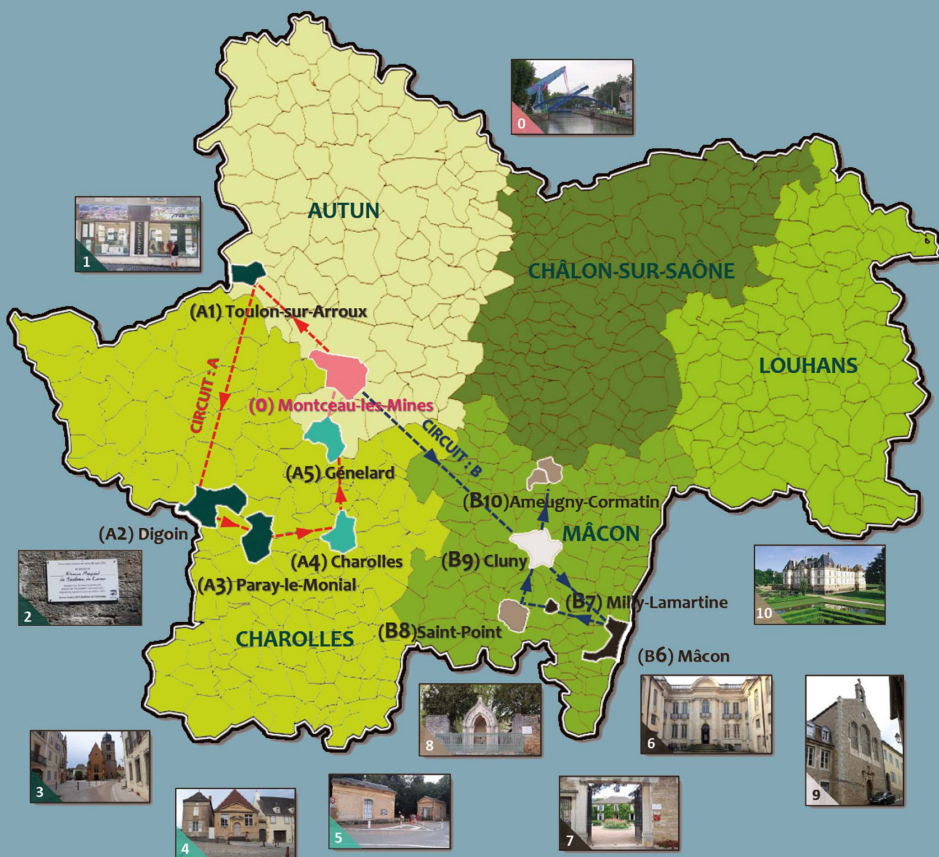 0
AUTUN
1
CHÂLON-SUR-SAÔNE
(A1) Toulon-sur-Arroux
LOUHANS
CIRCUIT : A
(0) Montceau-les-Mines
CIRCUIT : B
(A5) Génelard
(B10) Ameugny-Cormatin
(A2) Digoin
MÂCON
(A4) Charolles
(B9) Cluny
(A3) Paray-le-Monial
(B7) Milly-Lamartine
2
10
CHAROLLES
(B8) Saint-Point
(B6) Mâcon
8
6
3
9
4
5
7